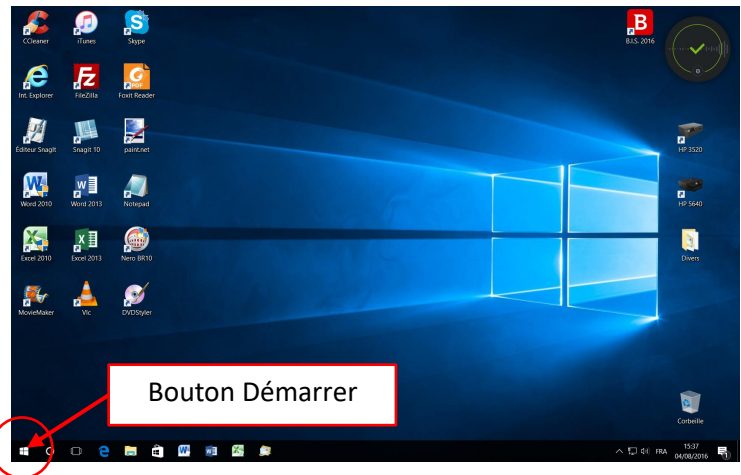 CCleaner
iTunes
Skype
B.I.S. 2016
Int. Explorer
FileZilla
Foxit Reader
Éditeur SnagIt
Snagit 10
paint.net
HP 3520
Word 2010
Word 2013
Notepad
HP 5640
Excel 2010
Excel 2013
Nero BR10
Divers
MovieMaker
Vlc
DVDStyler
Bouton Démarrer
Corbeille
FRA
15:37
04/08/2016